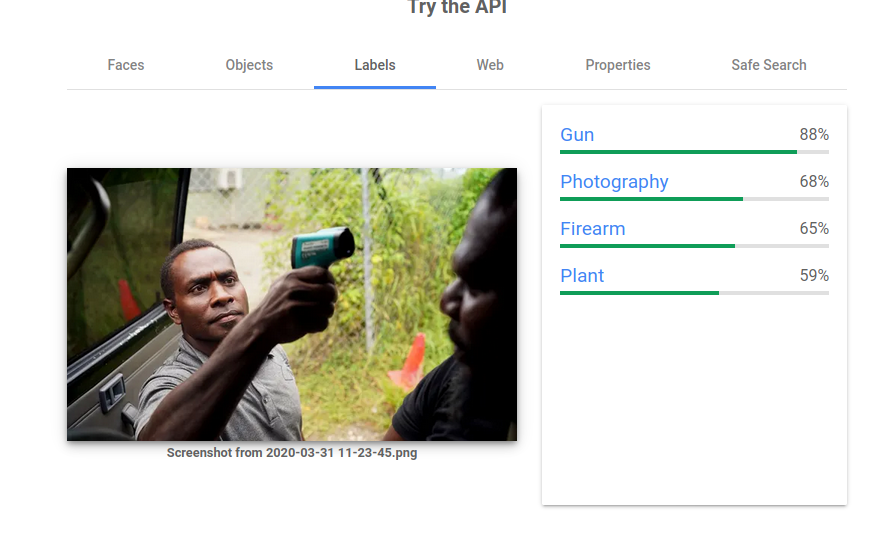 Try the API
Faces Objects Labels Web Properties Safe Search
Gun 88%
Photography 68%
Firearm 65%
Plant 59%
Screenshot from 2020-03-31 11-23-45.png